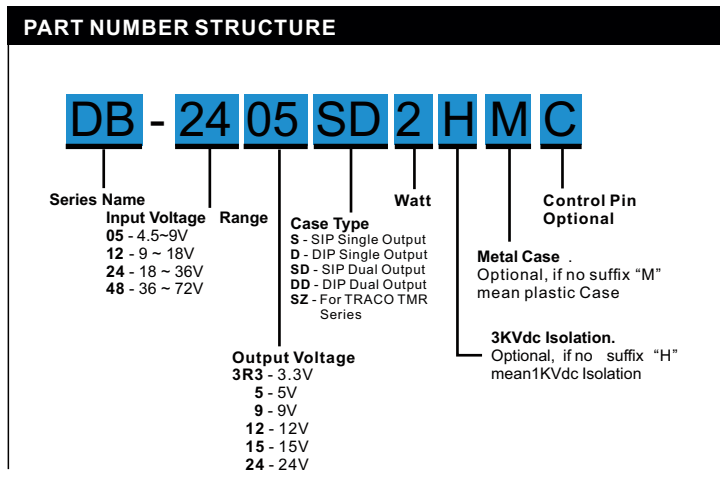 PART NUMBER STRUCTURE
DB - 24 05 SD 2 H M C
Series Name
Input Voltage Range
05 - 4.5~9V
12 - 9 ~ 18V
24 - 18 ~ 36V
48 - 36 ~ 72V
Case Type
S - SIP Single Output
D - DIP Single Output
SD - SIP Dual Output
DD - DIP Dual Output
SZ - For TRACO TMR
Series
Watt
Control Pin
Optional
Metal Case .
Optional, if no suffix “M”
mean plastic Case
3KVdc Isolation.
Optional, if no suffix “H”
mean1KVdc Isolation
Output Voltage
3R3 - 3.3V
5 - 5V
9 - 9V
12 - 12V
15 - 15V
24 - 24V